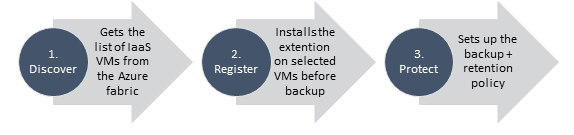 1.
Discover
Gets the
list of IaaS
VMs from
the Azure
fabric
2.
Register
Installs the
extention
on selected
VMs before
backup
3.
Protect
Sets up the
backup +
retention
policy